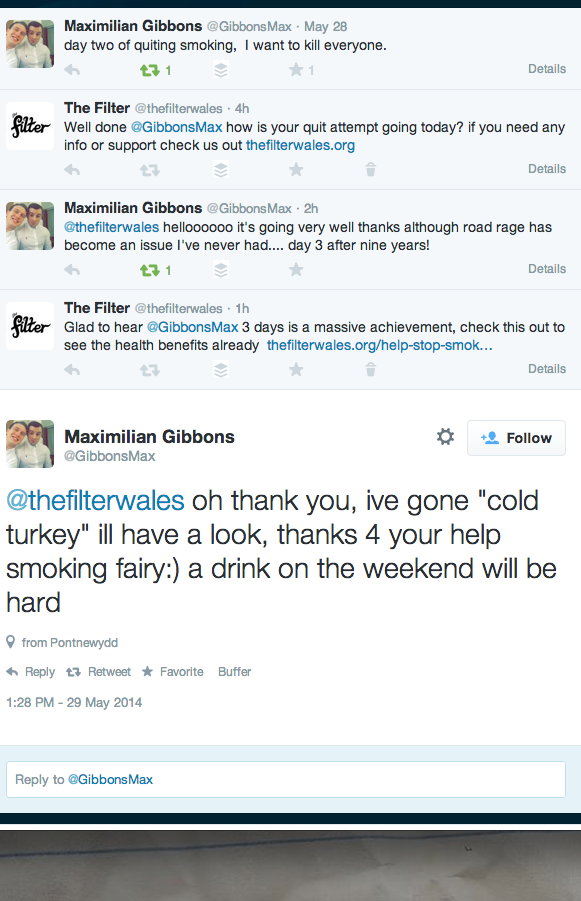 Maximilian Gibbons @GibbonsMax · May 28
day two of quiting smoking, I want to kill everyone.
1 1 Details
The Filter @thefilterwales · 4h
filter
Well done @GibbonsMax how is your quit attempt going today? if you need any
info or support check us out thefilterwales.org
Details
Maximilian Gibbons @GibbonsMax · 2h
@thefilterwales helloooooo it's going very well thanks although road rage has
become an issue I've never had.... day 3 after nine years!
1 Details
The Filter @thefilterwales · 1h
filter
Glad to hear @GibbonsMax 3 days is a massive achievement, check this out to
see the health benefits already thefilterwales.org/help-stop-smok...
Details
Maximilian Gibbons
@GibbonsMax
Follow
@thefilterwales oh thank you, ive gone "cold
turkey" ill have a look, thanks 4 your help
smoking fairy:) a drink on the weekend will be
hard
from Pontnewydd
Reply Retweet Favorite Buffer
1:28 PM - 29 May 2014
Reply to @GibbonsMax